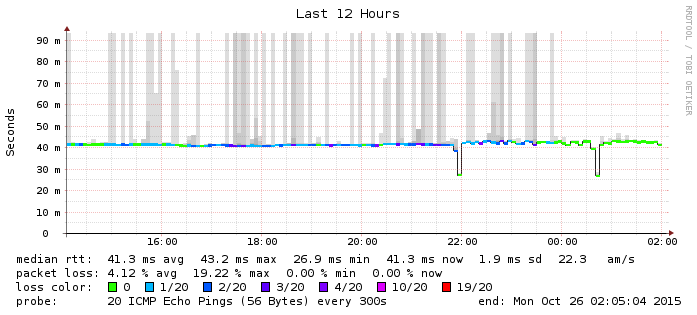 Last 12 Hours
RRDTOOL / TOBI OETIKER
Seconds
90 m
80 m
70 m
60 m
50 m
40 m
30 m
20 m
10 m
0
16:00 18:00 20:00 22:00 00:00 02:00
median rtt: 41.3 ms avg 43.2 ms max 26.9 ms min 41.3 ms now 1.9 ms sd 22.3 am/s
packet loss: 4.12 % avg 19.22 % max 0.00 % min 0.00 % now
loss color: 0 1/20 2/20 3/20 4/20 10/20 19/20
probe: 20 ICMP Echo Pings (56 Bytes) every 300s end: Mon Oct 26 02:05:04 2015